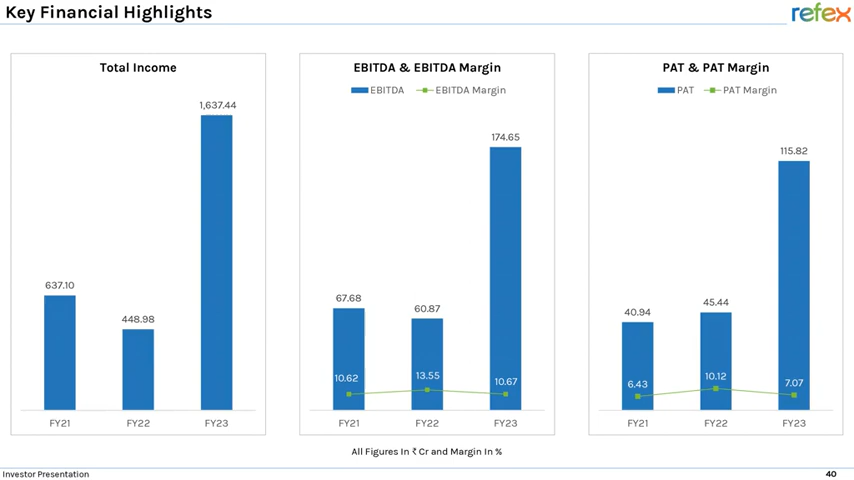 Key Financial Highlights
refex
Total Income
1,637.44
637.10
448.98
FY21 FY22 FY23
EBITDA & EBITDA Margin
EBITDA EBITDA Margin
174.65
67.68
60.87
10.62 13.55 10.67
FY21 FY22 FY23
PAT & PAT Margin
PAT PAT Margin
115.82
45.44
40.94
6.43 10.12 7.07
FY21 FY22 FY23
All Figures In ₹ Cr and Margin In %
Investor Presentation 40